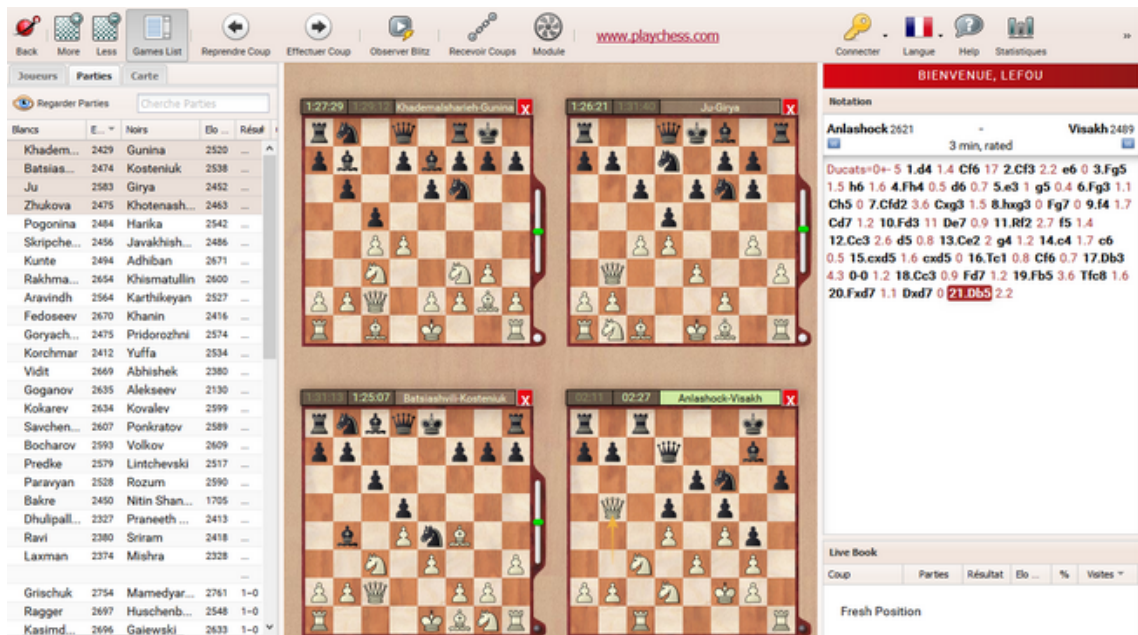 Back More Less Games List Reprendre Coup Effectuer Coup Observer Blitz Recevoir Coups Module www.playchess.com Connecter Langue Help Statistiques »
Joueurs Parties Carte
Regarder Parties Cherche Parties
Blancs E... Noirs Elo ... Résul
Khadem... 2429 Gunina 2520 ...
Batsias... 2474 Kosteniuk 2538 ...
Ju 2583 Girya 2452 ...
Zhukova 2475 Khotenash... 2463 ...
Pogonina 2484 Harika 2542 ...
Skripche... 2456 Javakhish... 2486 ...
Kunte 2494 Adhiban 2671 ...
Rakhma... 2654 Khismatullin 2600 ...
Aravindh 2564 Karthikeyan 2527 ...
Fedoseev 2670 Khanin 2416 ...
Goryach... 2475 Pridorozhni 2574 ...
Korchmar 2412 Yuffa 2534 ...
Vidit 2669 Abhishek 2380 ...
Goganov 2635 Alekseev 2130 ...
Kokarev 2634 Kovalev 2599 ...
Savchen... 2607 Ponkratov 2589 ...
Bocharov 2593 Volkov 2609 ...
Predke 2579 Lintchevski 2517 ...
Paravyan 2528 Rozum 2590 ...
Bakre 2450 Nitin Shan... 1705 ...
Dhulipall... 2327 Praneeth ... 2413 ...
Ravi 2380 Sriram 2418 ...
Laxman 2374 Mishra 2328 ...
...
Grischuk 2754 Mamedyar... 2761 1-0
Ragger 2697 Huschenb... 2548 1-0
Kasimd... 2696 Gajewski 2633 1-0
1:27:29 1:29:12 Khademalsharieh-Gunina X
1:26:21 1:31:40 Ju-Girya X
1:31:13 1:25:07 Batsiashvili-Kosteniuk X
02:11 02:27 Anlashock-Visakh X
BIENVENUE, LEFOU
Notation
Anlashock 2621 - Visakh 2489
3 min, rated
Ducats=0+- 5 1.d4 1.4 Cf6 17 2.Cf3 2.2 e6 0 3.Fg5
1.5 h6 1.6 4.Fh4 0.5 d6 0.7 5.e3 1 g5 0.4 6.Fg3 1.1
Ch5 0 7.Cfd2 3.6 Cxg3 1.5 8.hxg3 0 Fg7 0 9.f4 1.7
Cd7 1.2 10.Fd3 11 De7 0.9 11.Rf2 2.7 f5 1.4
12.Cc3 2.6 d5 0.8 13.Ce2 2 g4 1.2 14.c4 1.7 c6
0.5 15.cxd5 1.6 cxd5 0 16.Tc1 0.8 Cf6 0.7 17.Db3
4.3 0-0 1.2 18.Cc3 0.9 Fd7 1.2 19.Fb5 3.6 Tfc8 1.6
20.Fxd7 1.1 Dxd7 0 21.Db5 2.2
Live Book
Coup Parties Résultat Elo ... % Visites
Fresh Position